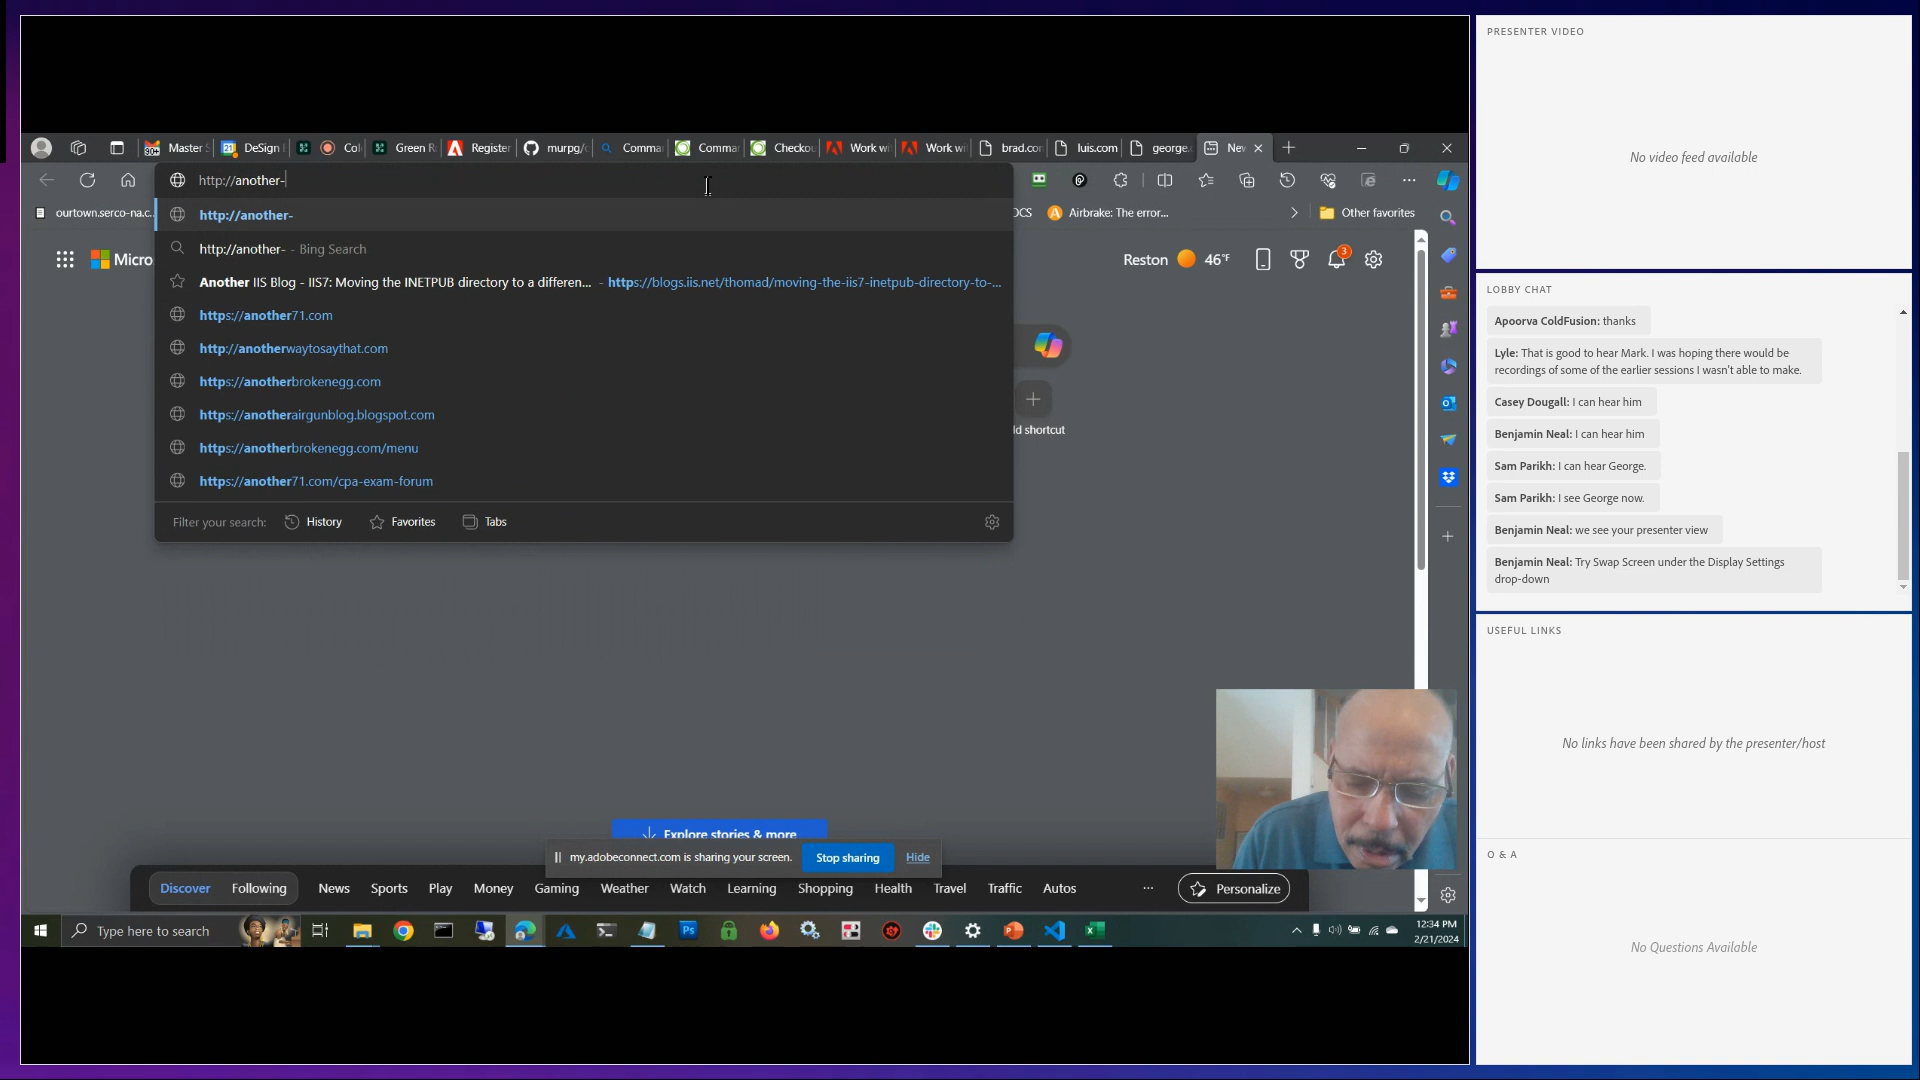 Master S
DeSign
Col
Green R
Register
murpg/c
Comma
Comma
Checkou
Work wi
Work wi
brad.com
luis.com
george.
New
http://another-
ourtown.serco-na.c...
OCS
Airbrake: The error...
Other favorites
http://another-
http://another- - Bing Search
Another IIS Blog - IIS7: Moving the INETPUB directory to a differen... - https://blogs.iis.net/thomad/moving-the-iis7-inetpub-directory-to-...
https://another71.com
http://anotherwaytosaythat.com
https://anotherbrokenegg.com
https://anotherairgunblog.blogspot.com
https://anotherbrokenegg.com/menu
https://another71.com/cpa-exam-forum
Filter your search: History Favorites Tabs
Micro
Reston 46°F 3
ld shortcut
Explore stories & more
my.adobeconnect.com is sharing your screen. Stop sharing Hide
Discover Following News Sports Play Money Gaming Weather Watch Learning Shopping Health Travel Traffic Autos ... Personalize
Type here to search
12:34 PM
2/21/2024
PRESENTER VIDEO
No video feed available
LOBBY CHAT
Apoorva ColdFusion: thanks
Lyle: That is good to hear Mark. I was hoping there would be
recordings of some of the earlier sessions I wasn't able to make.
Casey Dougall: I can hear him
Benjamin Neal: I can hear him
Sam Parikh: I can hear George.
Sam Parikh: I see George now.
Benjamin Neal: we see your presenter view
Benjamin Neal: Try Swap Screen under the Display Settings
drop-down
USEFUL LINKS
No links have been shared by the presenter/host
Q & A
No Questions Available